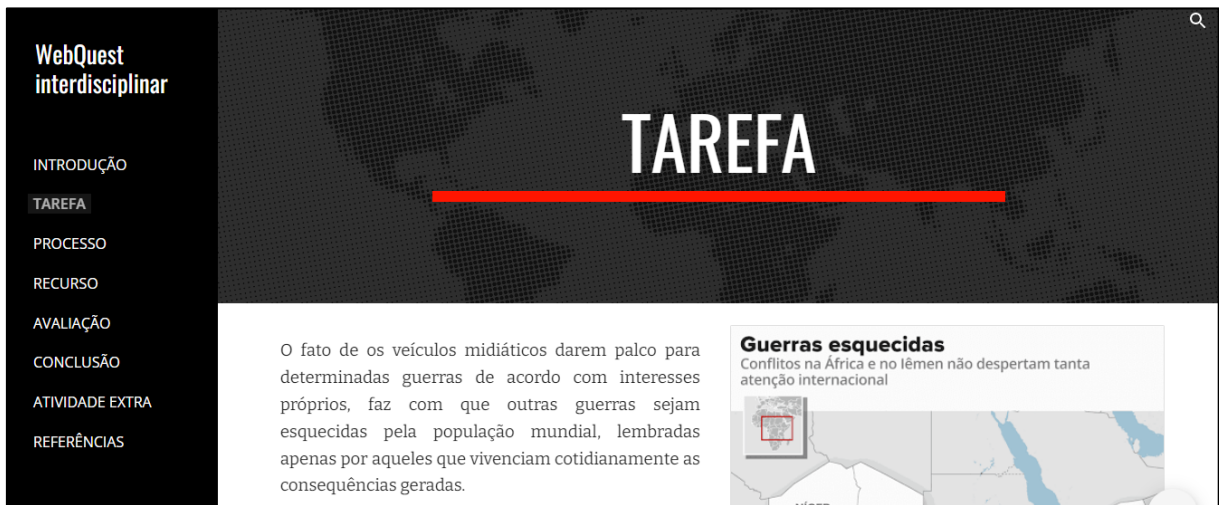 WebQuest
interdisciplinar
INTRODUÇÃO
TAREFA
PROCESSO
RECURSO
AVALIAÇÃO
CONCLUSÃO
ATIVIDADE EXTRA
REFERÊNCIAS
TAREFA
O fato de os veículos midiáticos darem palco para
determinadas guerras de acordo com interesses
próprios, faz com que outras guerras sejam
esquecidas pela população mundial, lembradas
apenas por aqueles que vivenciam cotidianamente as
consequências geradas.
Guerras esquecidas
Conflitos na África e no Iêmen não despertam tanta
atenção internacional